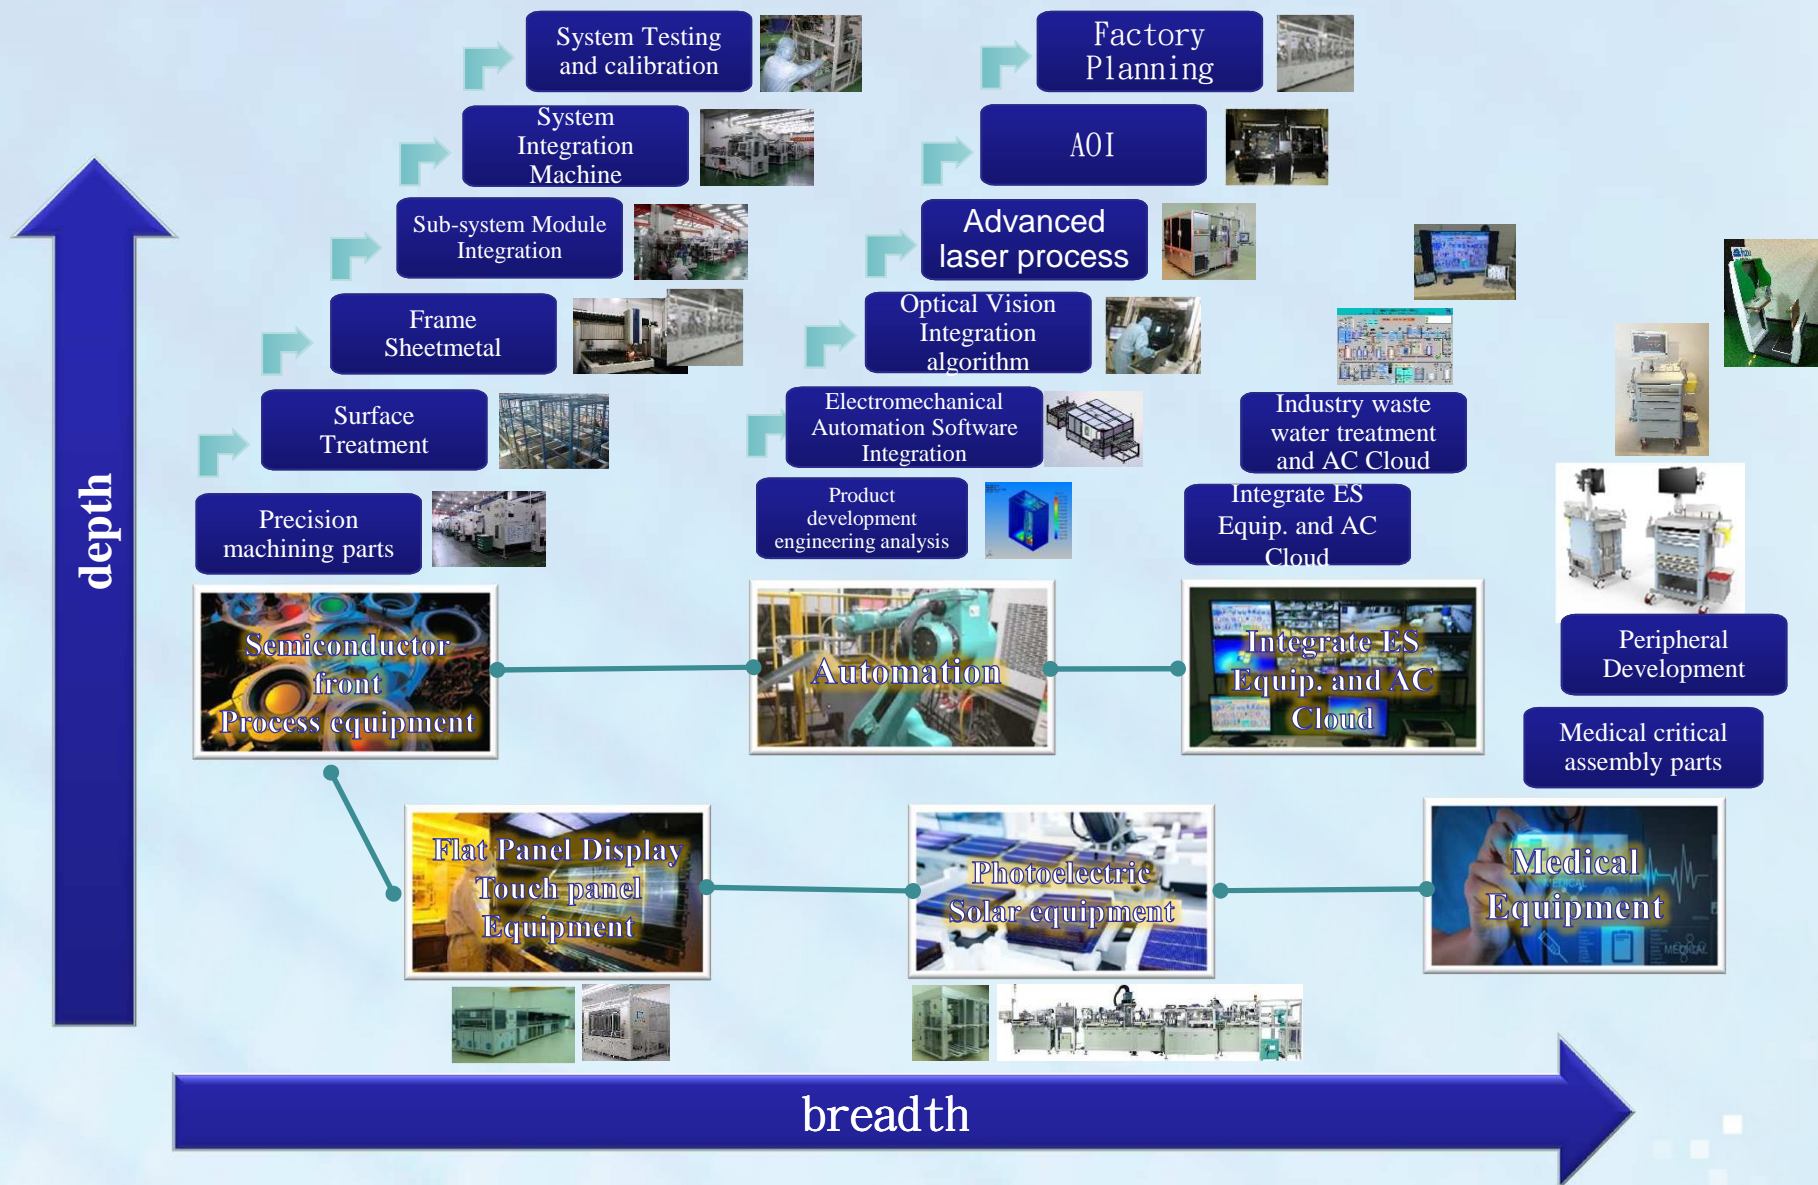 System Testing
and calibration
Factory
Planning
System
Integration
Machine
AOI
Sub-system Module
Integration
Advanced
laser process
Frame
Sheetmetal
Optical Vision
Integration
algorithm
Surface
Treatment
Electromechanical
Automation Software
Integration
Industry waste
water treatment
and AC Cloud
Precision
machining parts
Product
development
engineering analysis
Integrate ES
Equip. and AC
Cloud
depth
Semiconductor
front
Process equipment
Automation
Integrate ES
Equip. and AC
Cloud
Peripheral
Development
Medical critical
assembly parts
Flat Panel Display
Touch panel
Equipment
Photoelectric
Solar equipment
Medical
Equipment
MEDICAL
MEDICAL
breadth